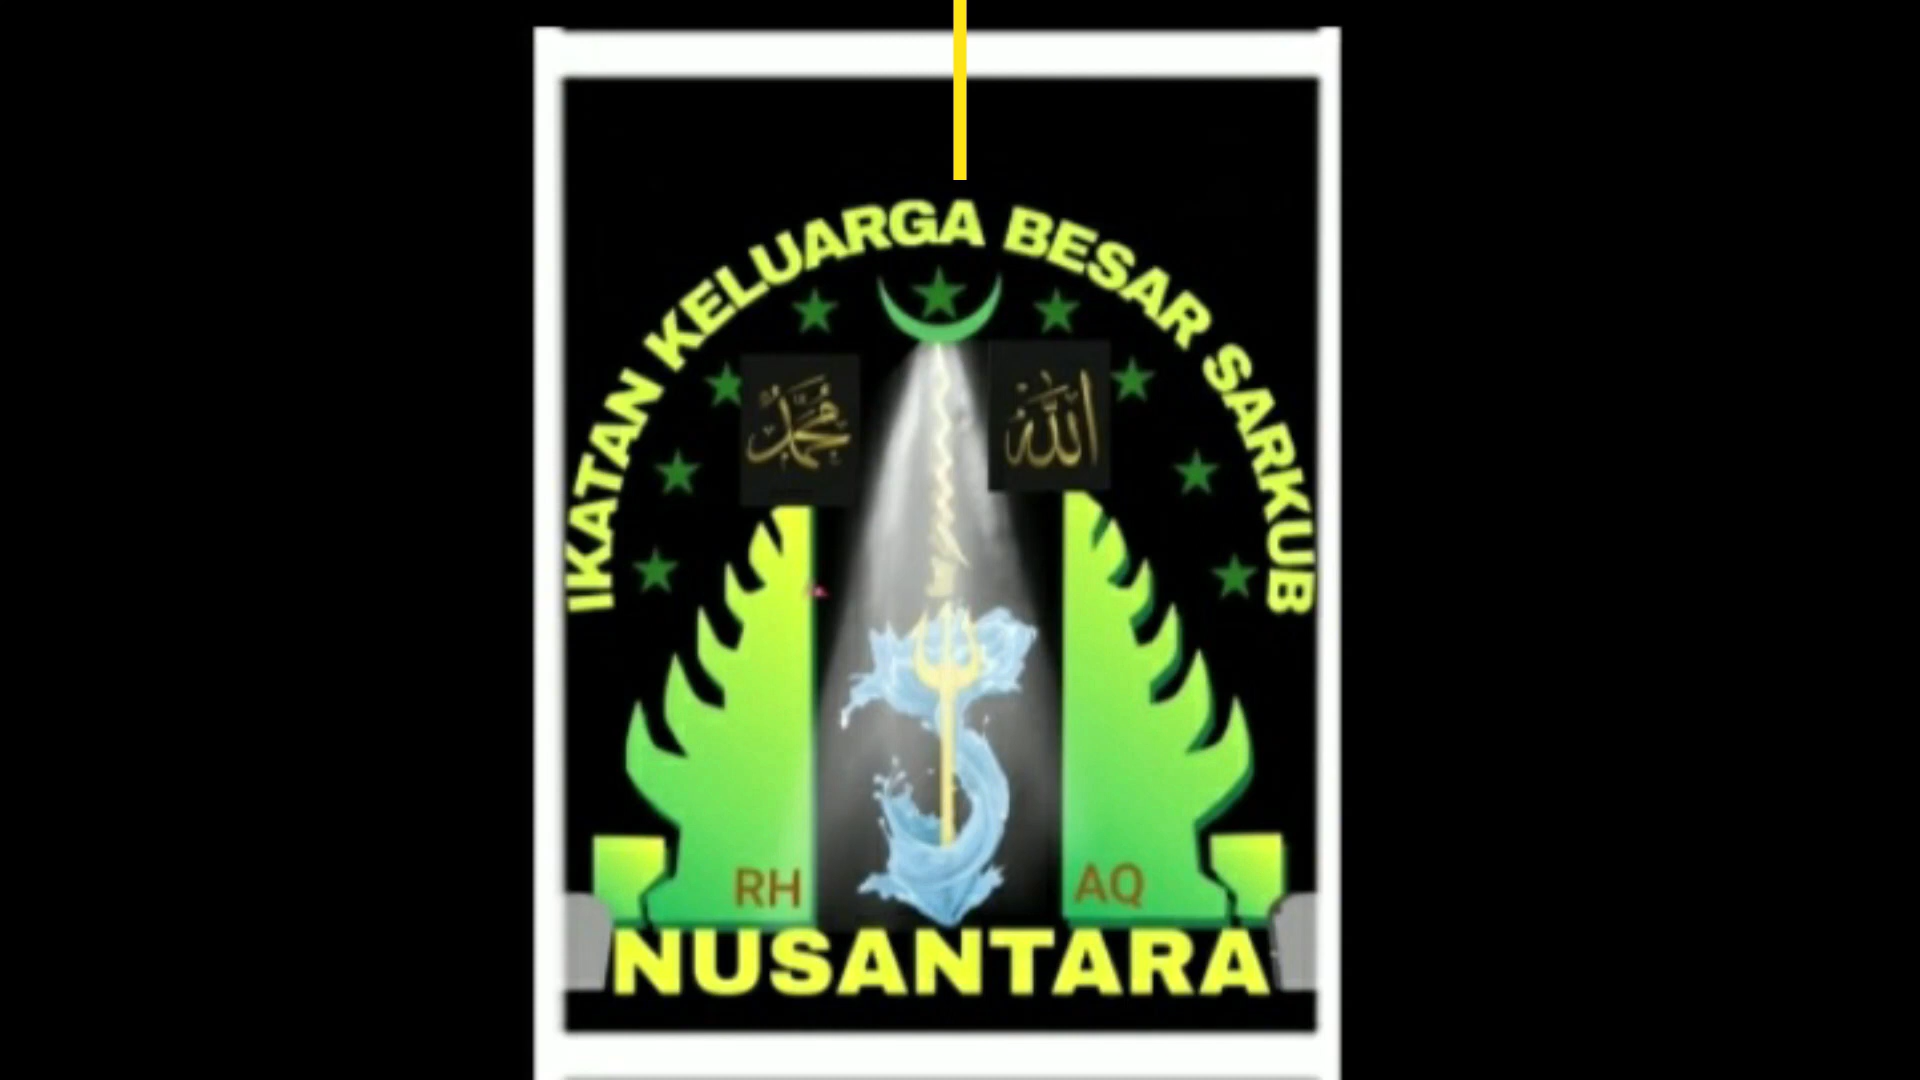 IKATAN KELUARGA BESAR SARKUB
محمد
الله
RH
AQ
NUSANTARA